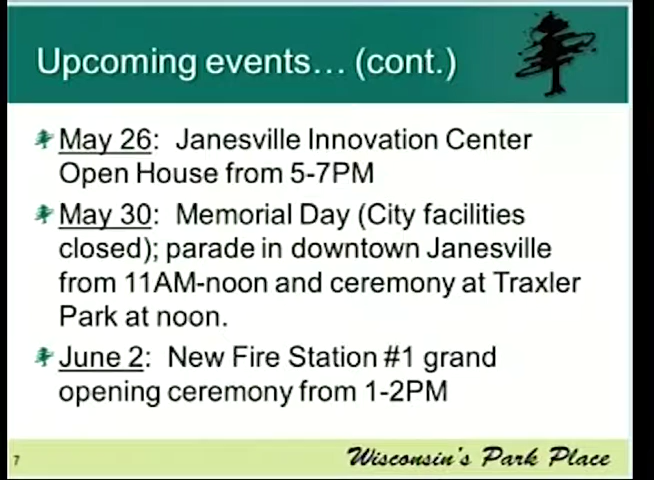 Upcoming events… (cont.)
May 26:  Janesville Innovation Center
Open House from 5-7PM
May 30:  Memorial Day (City facilities
closed); parade in downtown Janesville
from 11AM-noon and ceremony at Traxler
Park at noon.
June 2:  New Fire Station #1 grand
opening ceremony from 1-2PM
7
Wisconsin's Park Place